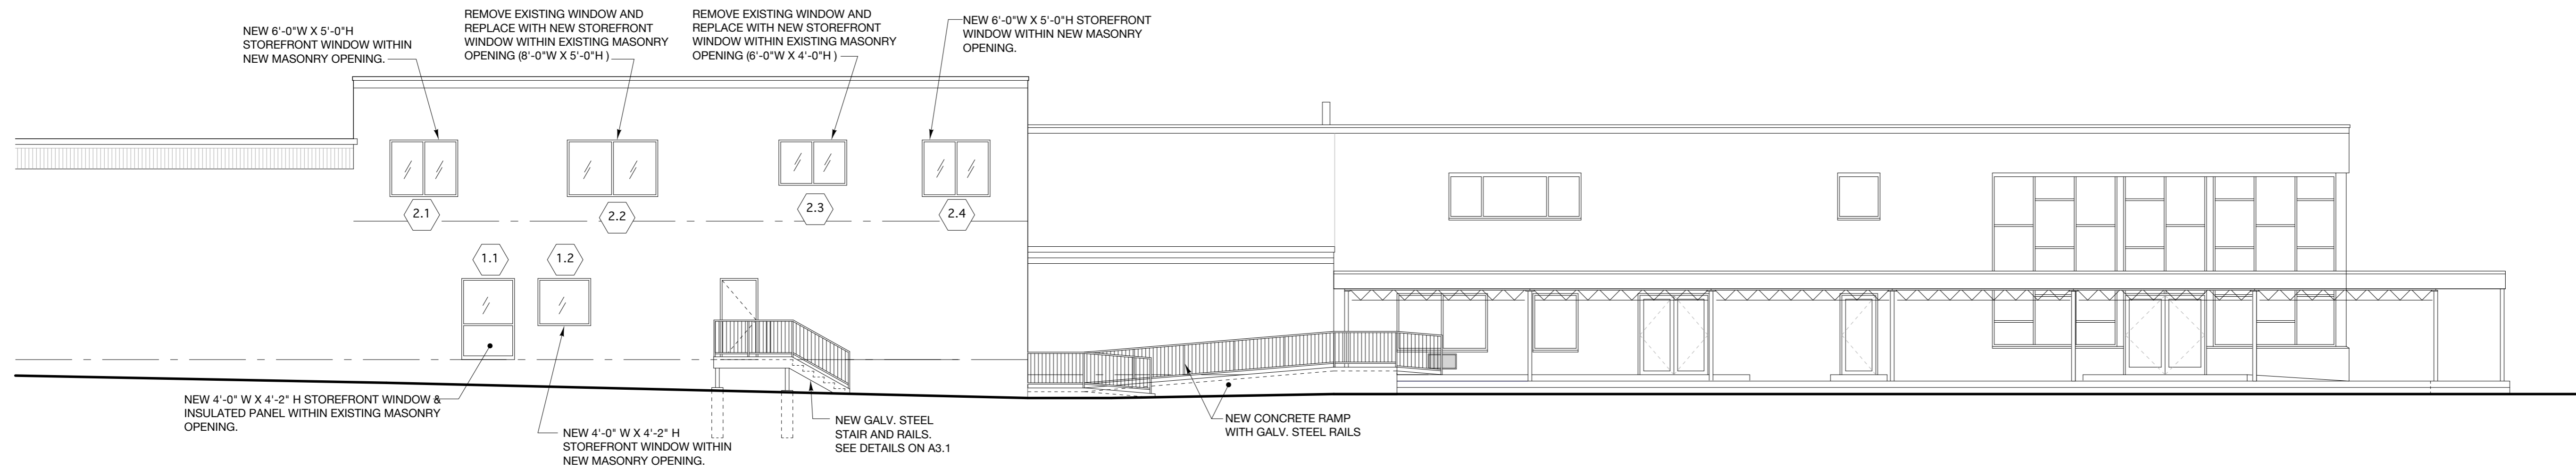 NEW 6'-0"W X 5'-0"H
STOREFRONT WINDOW WITHIN
NEW MASONRY OPENING.
REMOVE EXISTING WINDOW AND
REPLACE WITH NEW STOREFRONT
WINDOW WITHIN EXISTING MASONRY
OPENING (8'-0"W X 5'-0"H )
REMOVE EXISTING WINDOW AND
REPLACE WITH NEW STOREFRONT
WINDOW WITHIN EXISTING MASONRY
OPENING (6'-0"W X 4'-0"H )
NEW 6'-0"W X 5'-0"H STOREFRONT
WINDOW WITHIN NEW MASONRY
OPENING.
2.1
2.2
2.3
2.4
1.1
1.2
NEW 4'-0" W X 4'-2" H STOREFRONT WINDOW &
INSULATED PANEL WITHIN EXISTING MASONRY
OPENING.
NEW 4'-0" W X 4'-2" H
STOREFRONT WINDOW WITHIN
NEW MASONRY OPENING.
NEW GALV. STEEL
STAIR AND RAILS.
SEE DETAILS ON A3.1
NEW CONCRETE RAMP
WITH GALV. STEEL RAILS